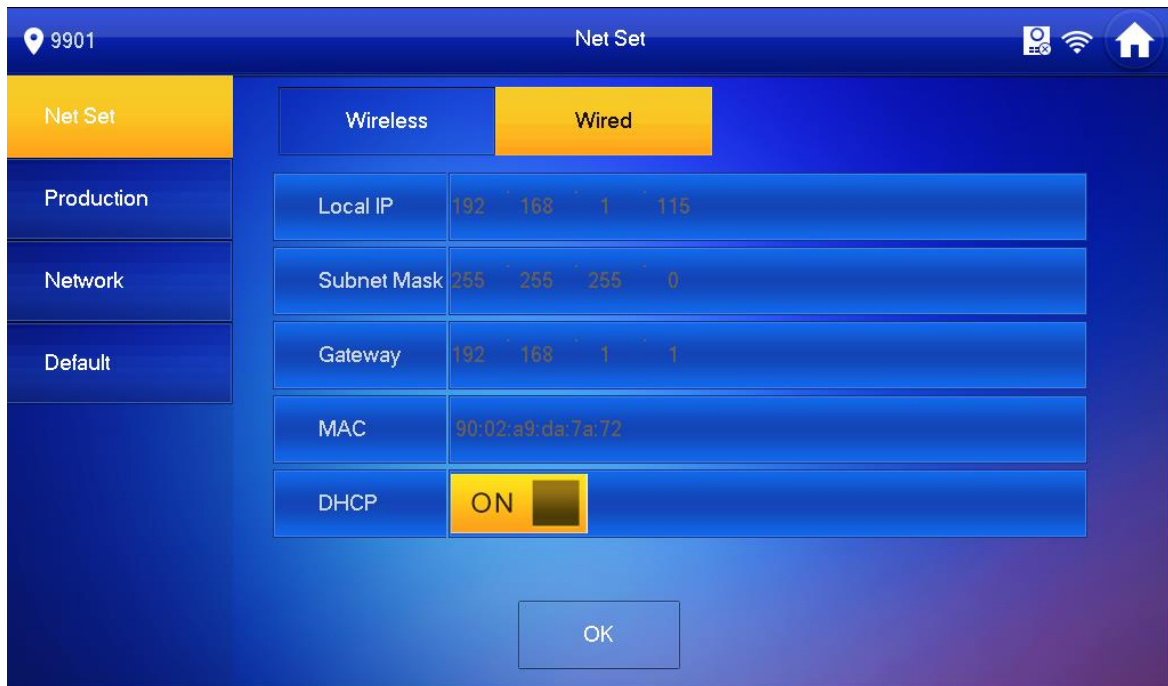 9901 Net Set
Net Set
Production
Network
Default
Wireless Wired
Local IP 192 . 168 . 1 . 115
Subnet Mask 255 . 255 . 255 . 0
Gateway 192 . 168 . 1 . 1
MAC 90:02:a9:da:7a:72
DHCP ON
OK